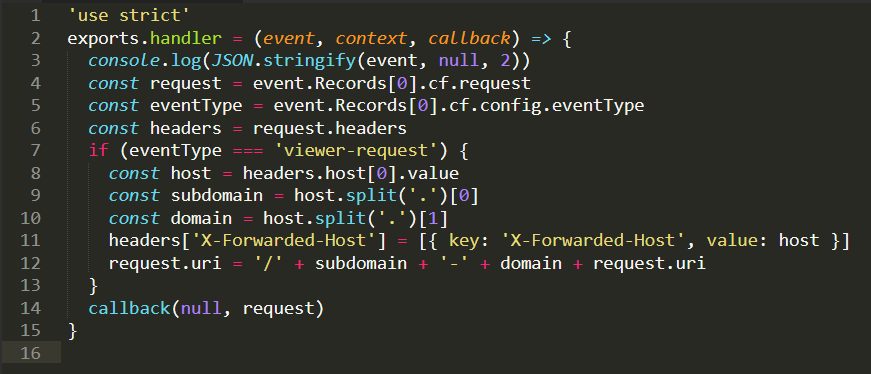 1 'use strict'
2 exports.handler = (event, context, callback) => {
3   console.log(JSON.stringify(event, null, 2))
4   const request = event.Records[0].cf.request
5   const eventType = event.Records[0].cf.config.eventType
6   const headers = request.headers
7   if (eventType === 'viewer-request') {
8     const host = headers.host[0].value
9     const subdomain = host.split('.')[0]
10     const domain = host.split('.')[1]
11     headers['X-Forwarded-Host'] = [{ key: 'X-Forwarded-Host', value: host }]
12     request.uri = '/' + subdomain + '-' + domain + request.uri
13   }
14   callback(null, request)
15 }
16